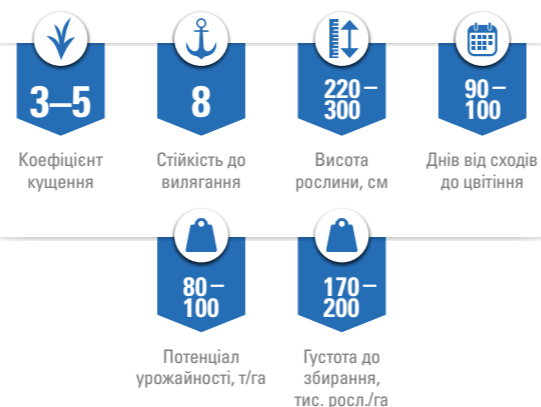 3–5
Коефіцієнт
кущення
8
Стійкість до
вилягання
220–
300
Висота
рослини, см
90–
100
Днів від сходів
до цвітіння
80–
100
Потенціал
урожайності, т/га
170–
200
Густота до
збирання,
тис. росл./га